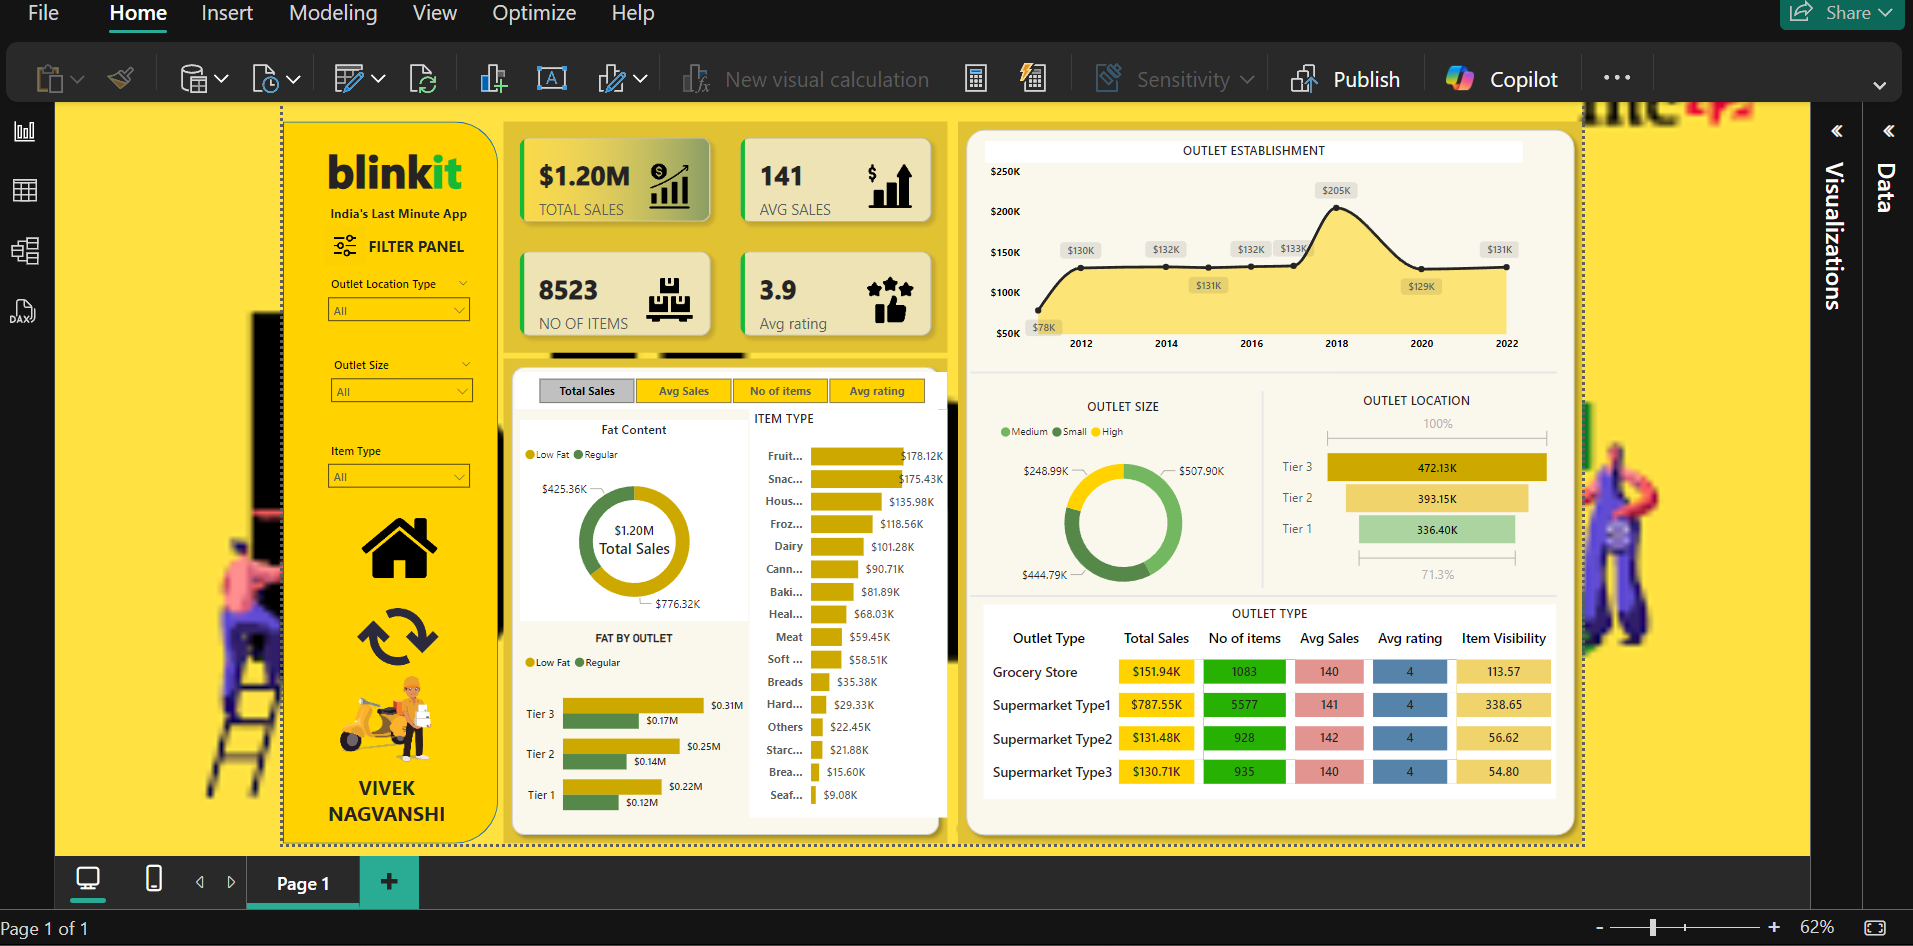 File Home Insert Modeling View Optimize Help Share
New visual calculation Sensitivity Publish Copilot
DAX
blinkit
India's Last Minute App
FILTER PANEL
Outlet Location Type
All
Outlet Size
All
Item Type
All
VIVEK
NAGVANSHI
$1.20M
TOTAL SALES
141
AVG SALES
8523
NO OF ITEMS
3.9
Avg rating
Total Sales Avg Sales No of items Avg rating
Fat Content
Low Fat Regular
$425.36K
$1.20M
Total Sales
$776.32K
FAT BY OUTLET
Low Fat Regular
Tier 3 $0.31M
$0.17M
Tier 2 $0.25M
$0.14M
Tier 1 $0.22M
$0.12M
ITEM TYPE
Fruit... $178.12K
Snac... $175.43K
Hous... $135.98K
Froz... $118.56K
Dairy $101.28K
Cann... $90.71K
Baki... $81.89K
Heal... $68.03K
Meat $59.45K
Soft ... $58.51K
Breads $35.38K
Hard... $29.33K
Others $22.45K
Starc... $21.88K
Brea... $15.60K
Seaf... $9.08K
OUTLET ESTABLISHMENT
$250K
$200K
$150K
$100K
$50K
$78K $130K $132K $131K $132K $133K $205K $129K $131K
2012 2014 2016 2018 2020 2022
OUTLET SIZE
Medium Small High
$248.99K $507.90K
$444.79K
OUTLET LOCATION
100%
Tier 3 472.13K
Tier 2 393.15K
Tier 1 336.40K
71.3%
OUTLET TYPE
Outlet Type Total Sales No of items Avg Sales Avg rating Item Visibility
Grocery Store $151.94K 1083 140 4 113.57
Supermarket Type1 $787.55K 5577 141 4 338.65
Supermarket Type2 $131.48K 928 142 4 56.62
Supermarket Type3 $130.71K 935 140 4 54.80
Visualizations
Data
Page 1
Page 1 of 1
62%